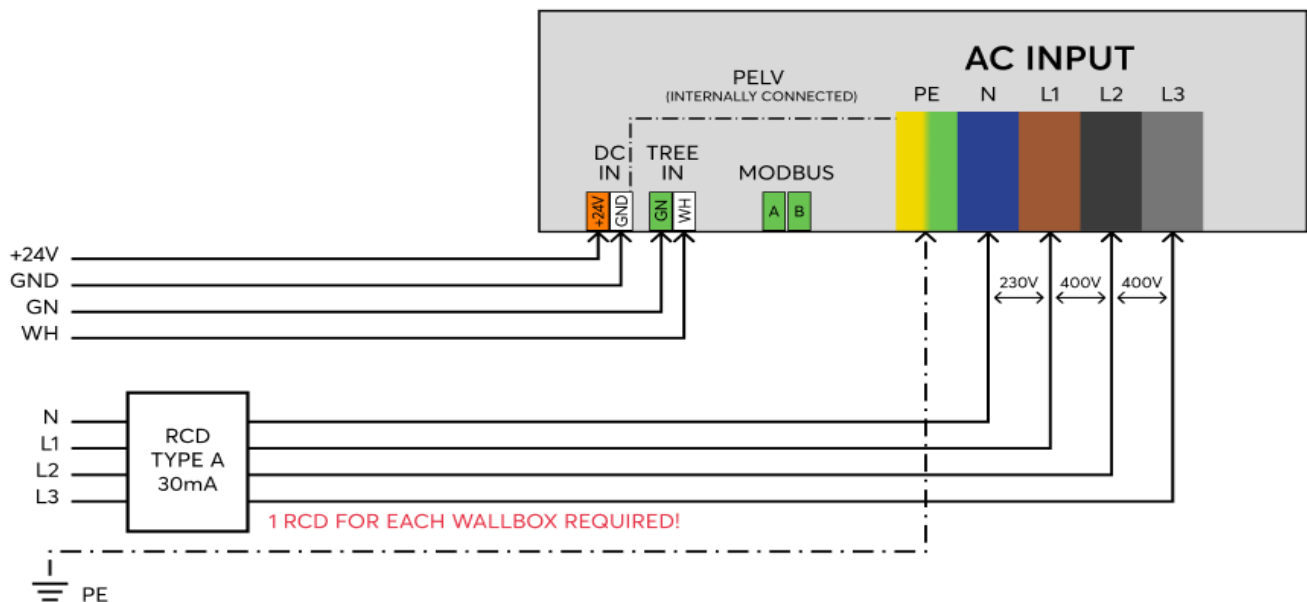 AC INPUT
PELV
(INTERNALLY CONNECTED)
PE N L1 L2 L3
DC IN
TREE IN
MODBUS
+24V GND GN WH A B
+24V
GND
GN
WH
230V 400V 400V
N
L1
L2
L3
RCD
TYPE A
30mA
1 RCD FOR EACH WALLBOX REQUIRED!
PE